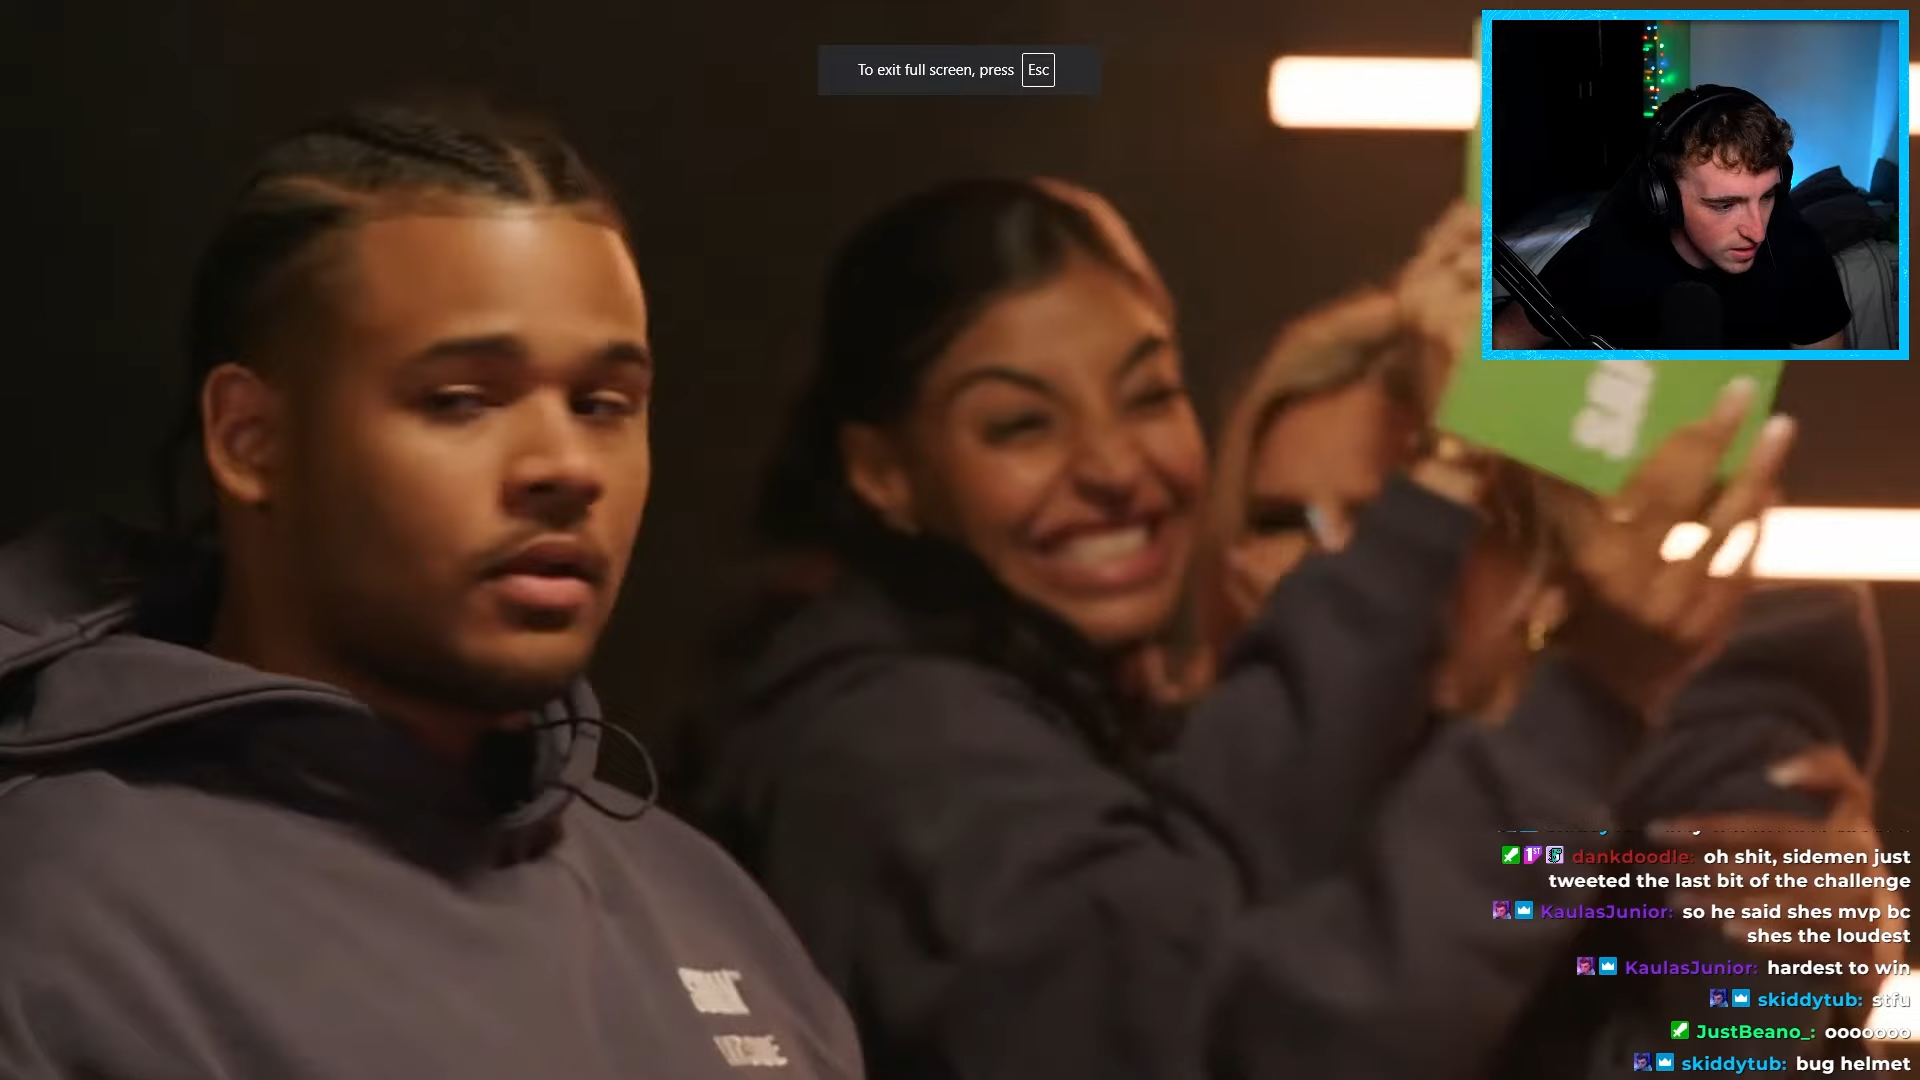 To exit full screen, press Esc
dankdoodle: oh shit, sidemen just
tweeted the last bit of the challenge
KaulasJunior: so he said shes mvp bc
shes the loudest
KaulasJunior: hardest to win
skiddytub: stfu
JustBeano_: ooooooo
skiddytub: bug helmet